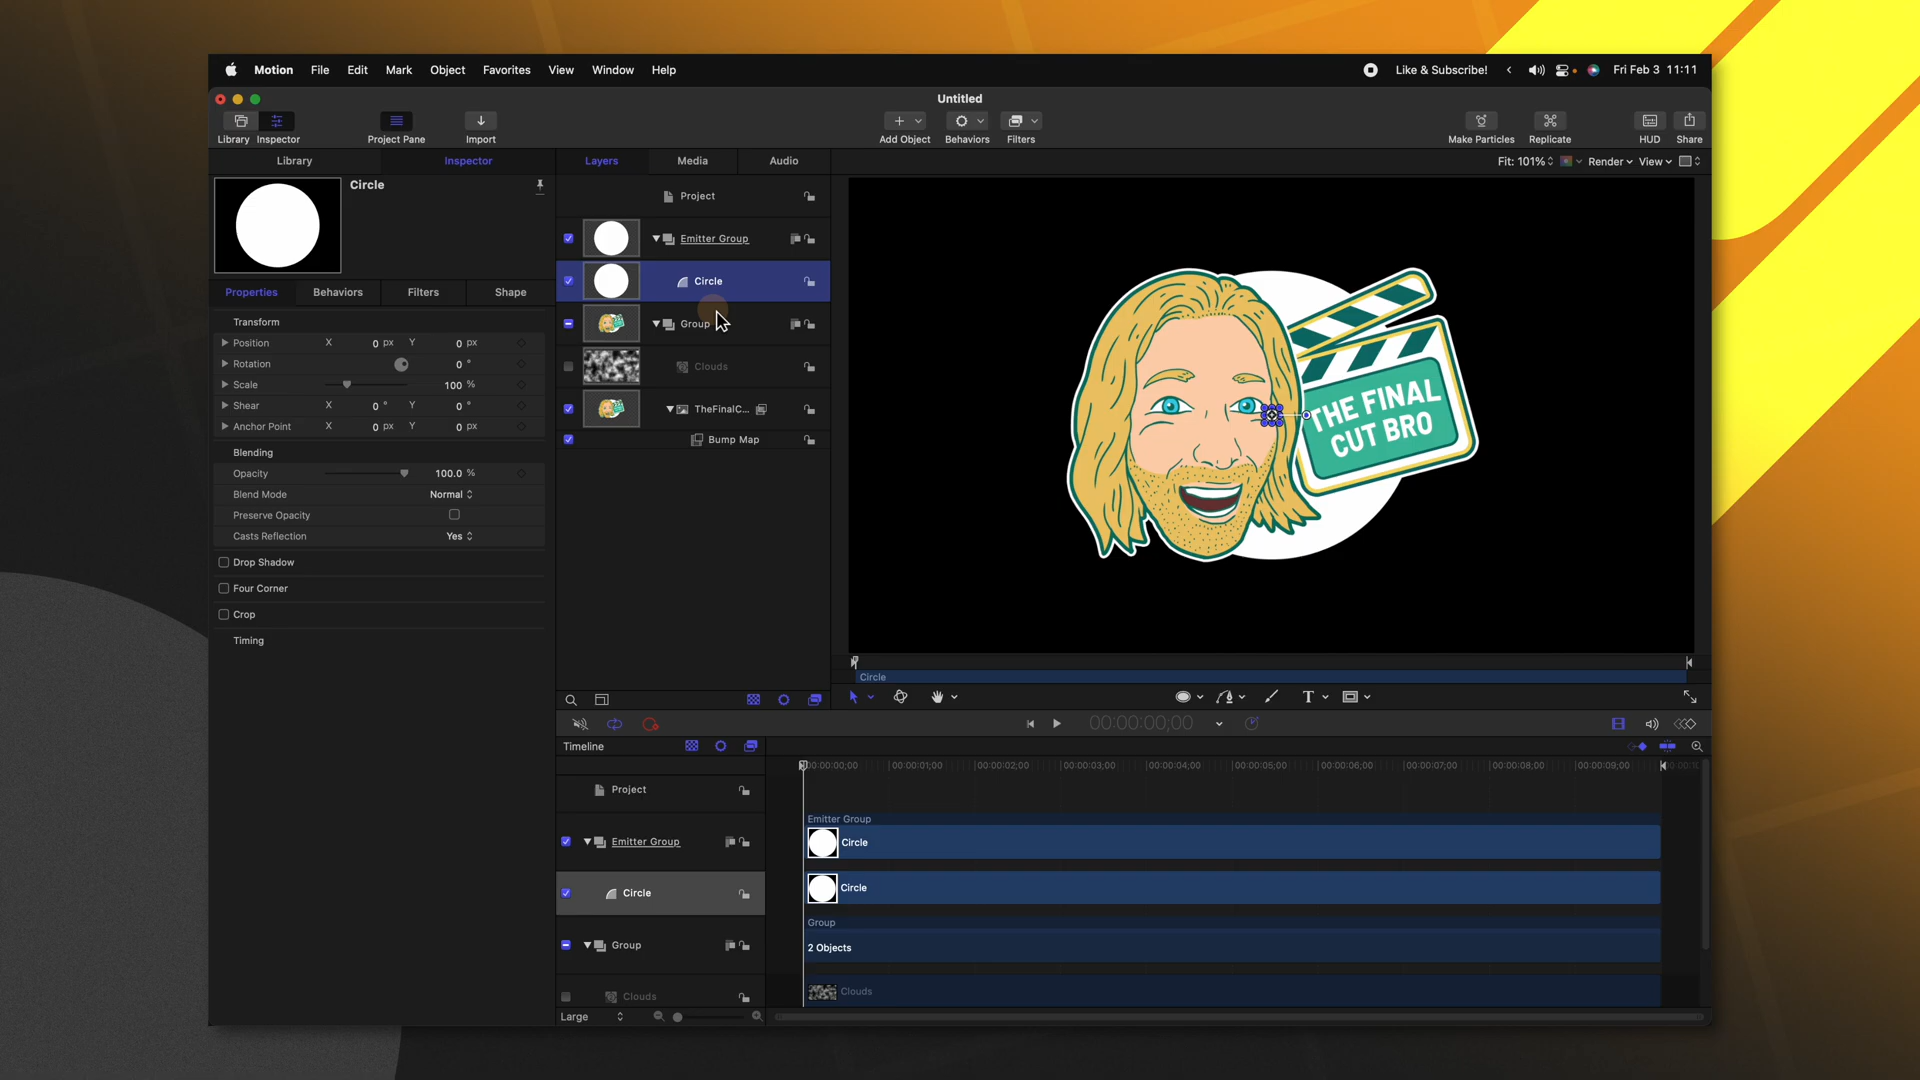 Motion File Edit Mark Object Favorites View Window Help
Like & Subscribe! Fri Feb 3 11:11
Untitled
Library Inspector Project Pane Import Add Object Behaviors Filters Make Particles Replicate HUD Share
Library Inspector Layers Media Audio
Fit: 101% Render View
Circle
Project
Emitter Group
Circle
Group
Clouds
TheFinalC...
Bump Map
Properties Behaviors Filters Shape
Transform
Position X 0 px Y 0 px
Rotation 0 °
Scale 100 %
Shear X 0 ° Y 0 °
Anchor Point X 0 px Y 0 px
Blending
Opacity 100.0 %
Blend Mode Normal
Preserve Opacity
Casts Reflection Yes
Drop Shadow
Four Corner
Crop
Timing
THE FINAL
CUT BRO
Circle
T
00:00:00;00
Timeline
00:00:00;00 00:00:01;00 00:00:02;00 00:00:03;00 00:00:04;00 00:00:05;00 00:00:06;00 00:00:07;00 00:00:08;00 00:00:09;00
Project
Emitter Group
Emitter Group
Circle
Circle
Circle
Group
Group
2 Objects
Clouds
Clouds
Large